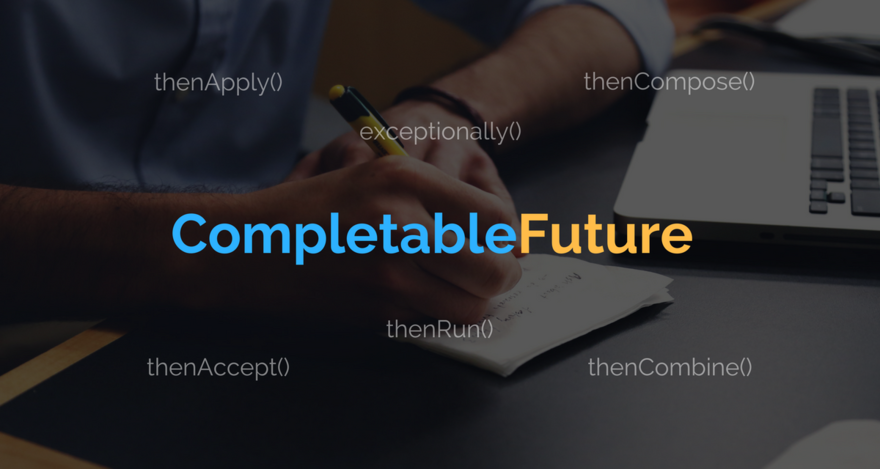 thenApply()
thenCompose()
exceptionally()
CompletableFuture
thenRun()
thenAccept()
thenCombine()